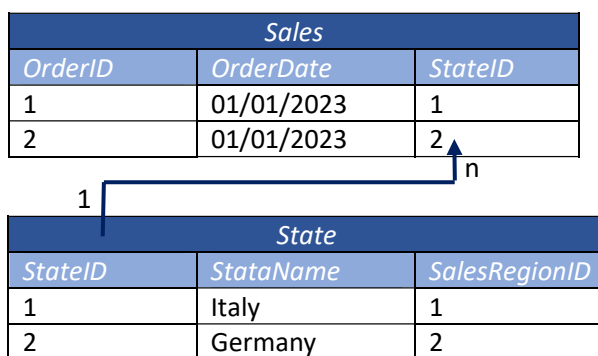 Sales
OrderID OrderDate StateID
1 01/01/2023 1
2 01/01/2023 2
n
1
State
StateID StataName SalesRegionID
1 Italy 1
2 Germany 2